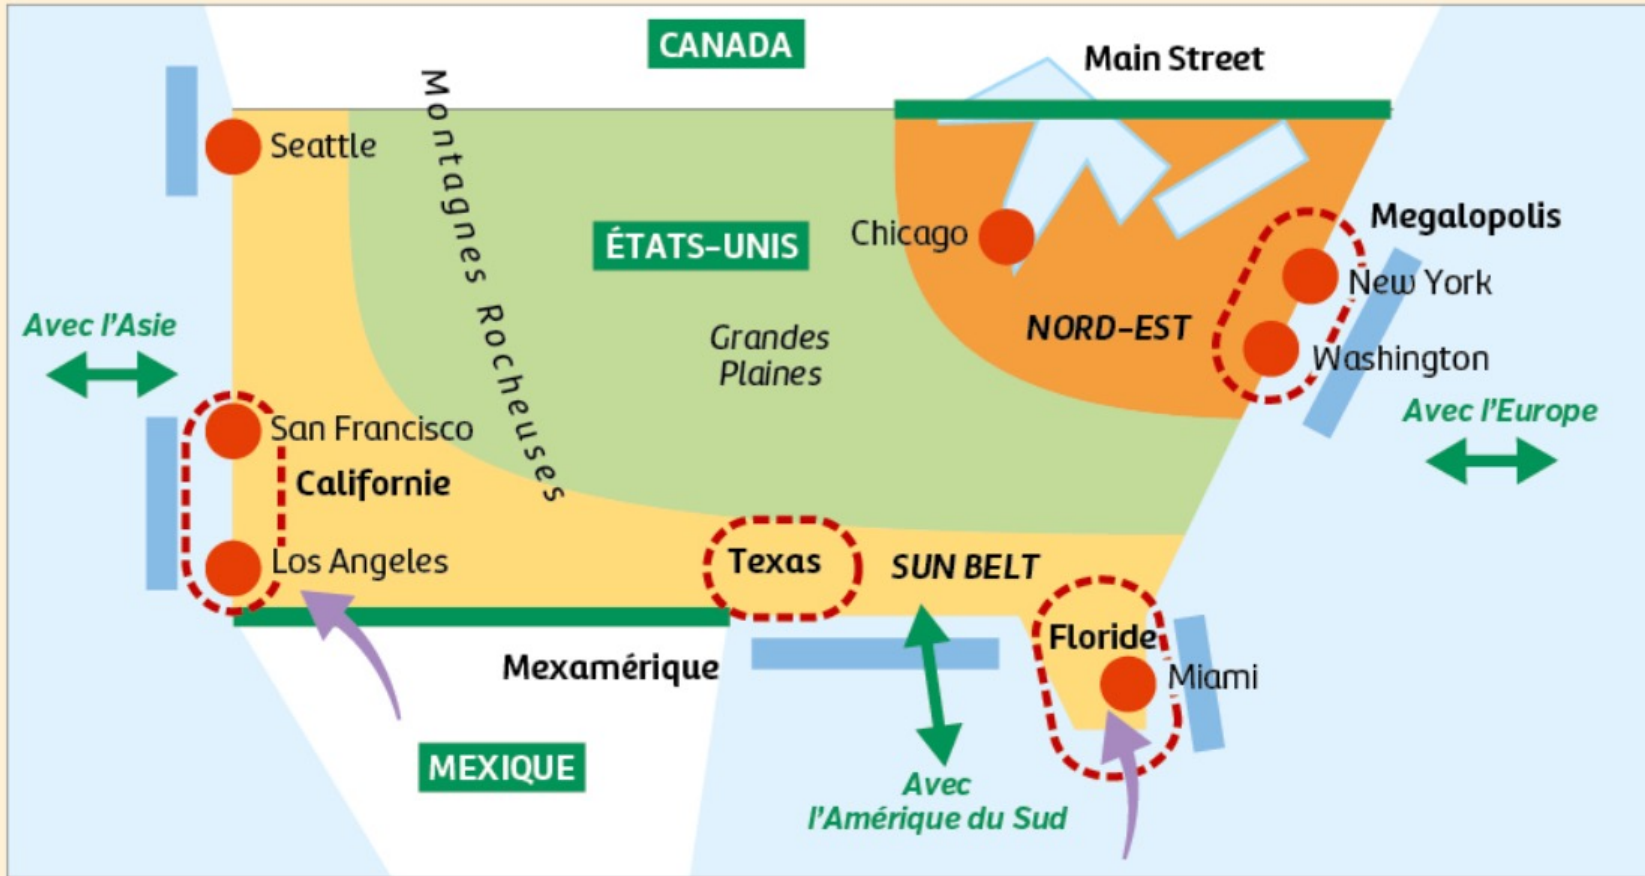 CANADA
Main Street
Montagnes Rocheuses
Seattle
Megalopolis
Chicago
ÉTATS-UNIS
New York
Avec l'Asie
Grandes
Plaines
NORD-EST
Washington
Avec l'Europe
San Francisco
Californie
Los Angeles
Texas
SUN BELT
Floride
Mexamérique
Miami
MEXIQUE
Avec
l'Amérique du Sud